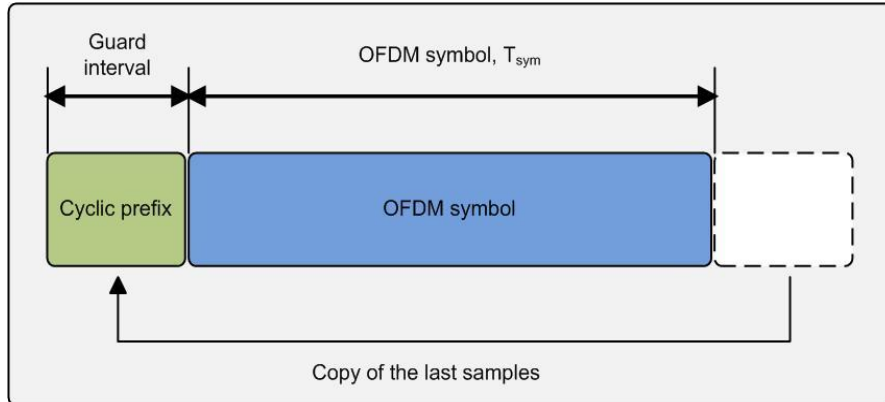 Guard
interval
OFDM symbol, Tsym
Cyclic prefix
OFDM symbol
Copy of the last samples